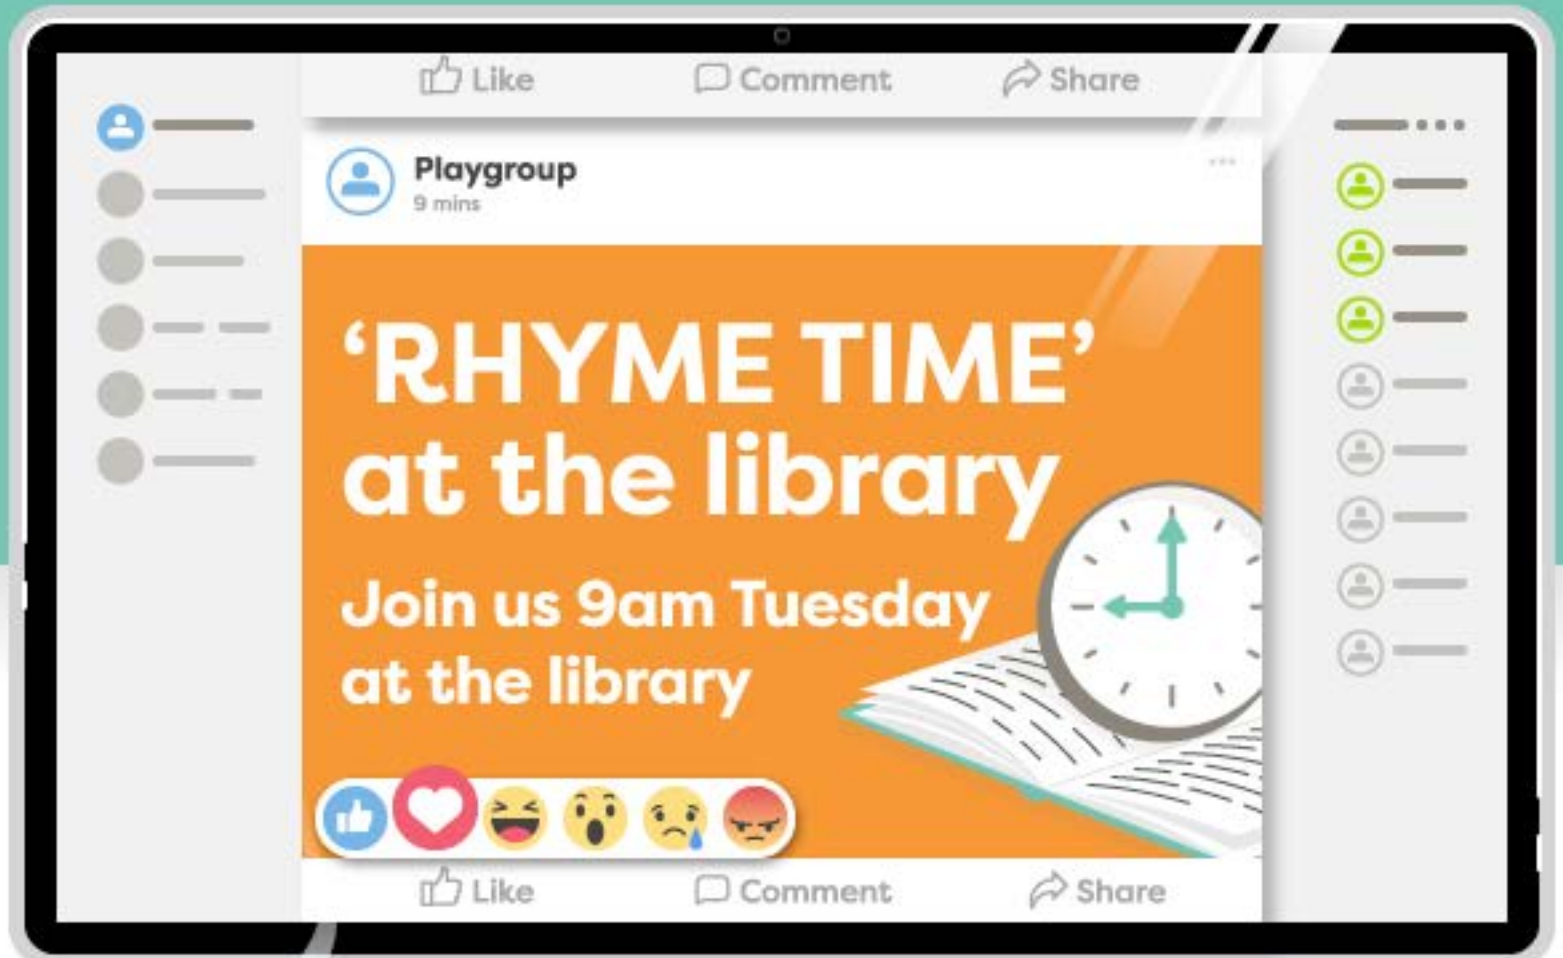 Like Comment Share
Playgroup
9 mins
‘RHYME TIME’
at the library
Join us 9am Tuesday
at the library
Like Comment Share